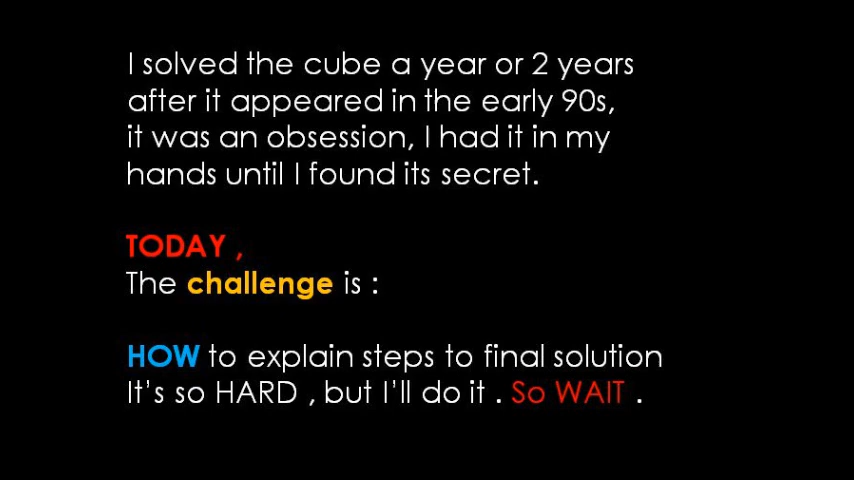 I solved the cube a year or 2 years
after it appeared in the early 90s,
it was an obsession, I had it in my
hands until I found its secret.
TODAY ,
The challenge is :
HOW to explain steps to final solution
It's so HARD , but I'll do it . So WAIT .